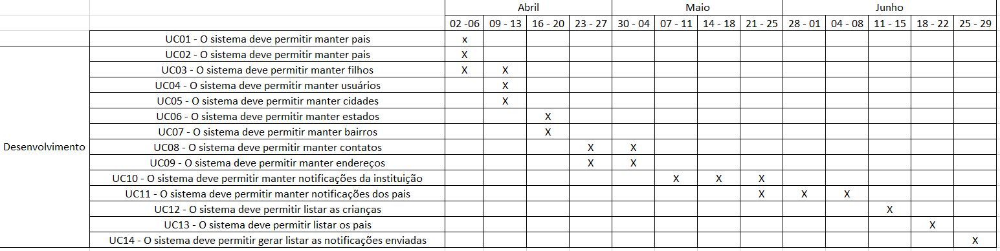 Abril Maio Junho
02 -06 09 - 13 16 - 20 23 - 27 30 - 04 07 - 11 14 - 18 21 - 25 28 - 01 04 - 08 11 - 15 18 - 22 25 - 29
UC01 - O sistema deve permitir manter pais x
UC02 - O sistema deve permitir manter pais X
UC03 - O sistema deve permitir manter filhos X X
UC04 - O sistema deve permitir manter usuários X
UC05 - O sistema deve permitir manter cidades X
UC06 - O sistema deve permitir manter estados X
UC07 - O sistema deve permitir manter bairros X
Desenvolvimento UC08 - O sistema deve permitir manter contatos X X
UC09 - O sistema deve permitir manter endereços X X
UC10 - O sistema deve permitir manter notificações da instituição X X X
UC11 - O sistema deve permitir manter notificações dos pais X X X
UC12 - O sistema deve permitir listar as crianças X
UC13 - O sistema deve permitir listar os pais X
UC14 - O sistema deve permitir gerar listar as notificações enviadas X